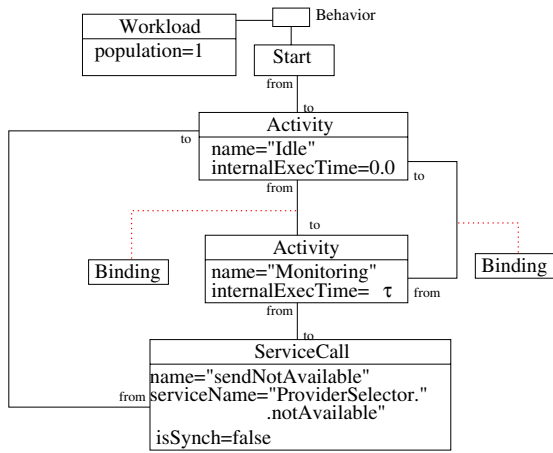 Workload
population=1
Behavior
Start
from
to
Activity
name="Idle"
internalExecTime=0.0
to
to
from
to
Binding
Activity
name="Monitoring"
internalExecTime= τ
Binding
from
from
to
ServiceCall
name="sendNotAvailable"
from
serviceName="ProviderSelector."
.notAvailable"
isSynch=false